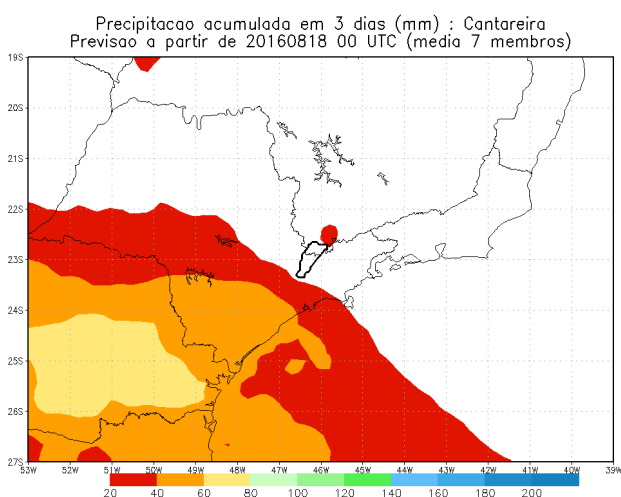 Precipitacao acumulada em 3 dias (mm) : Cantareira
Previsao a partir de 20160818 00 UTC (media 7 membros)
19S
20S
21S
22S
23S
24S
25S
26S
27S
53W 52W 51W 50W 49W 48W 47W 46W 45W 44W 43W 42W 41W 40W 39W
20 40 60 80 100 120 140 160 180 200